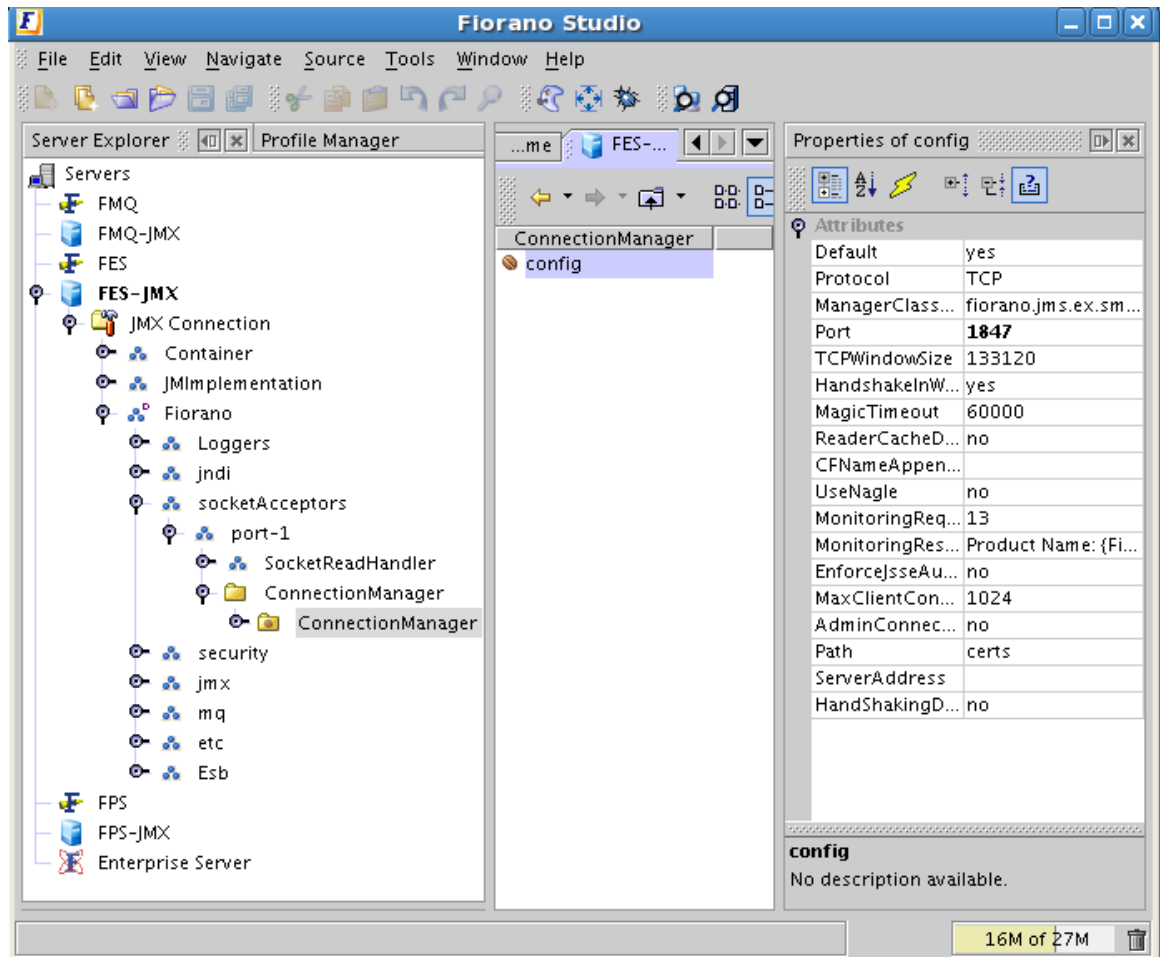 Fiorano Studio
File Edit View Navigate Source Tools Window Help
Server Explorer Profile Manager
Servers
FMQ
FMQ-JMX
FES
FES-JMX
JMX Connection
Container
JMImplementation
Fiorano
Loggers
jndi
socketAcceptors
port-1
SocketReadHandler
ConnectionManager
ConnectionManager
security
jmx
mq
etc
Esb
FPS
FPS-JMX
Enterprise Server
...me FES-...
ConnectionManager
config
Properties of config
Attributes
Default yes
Protocol TCP
ManagerClass... fiorano.jms.ex.sm...
Port 1847
TCPWindowSize 133120
HandshakeInW... yes
MagicTimeout 60000
ReaderCacheD... no
CFNameAppen...
UseNagle no
MonitoringReq... 13
MonitoringRes... Product Name: {Fi...
EnforceJsseAu... no
MaxClientCon... 1024
AdminConnec... no
Path certs
ServerAddress
HandShakingD... no
config
No description available.
16M of 27M